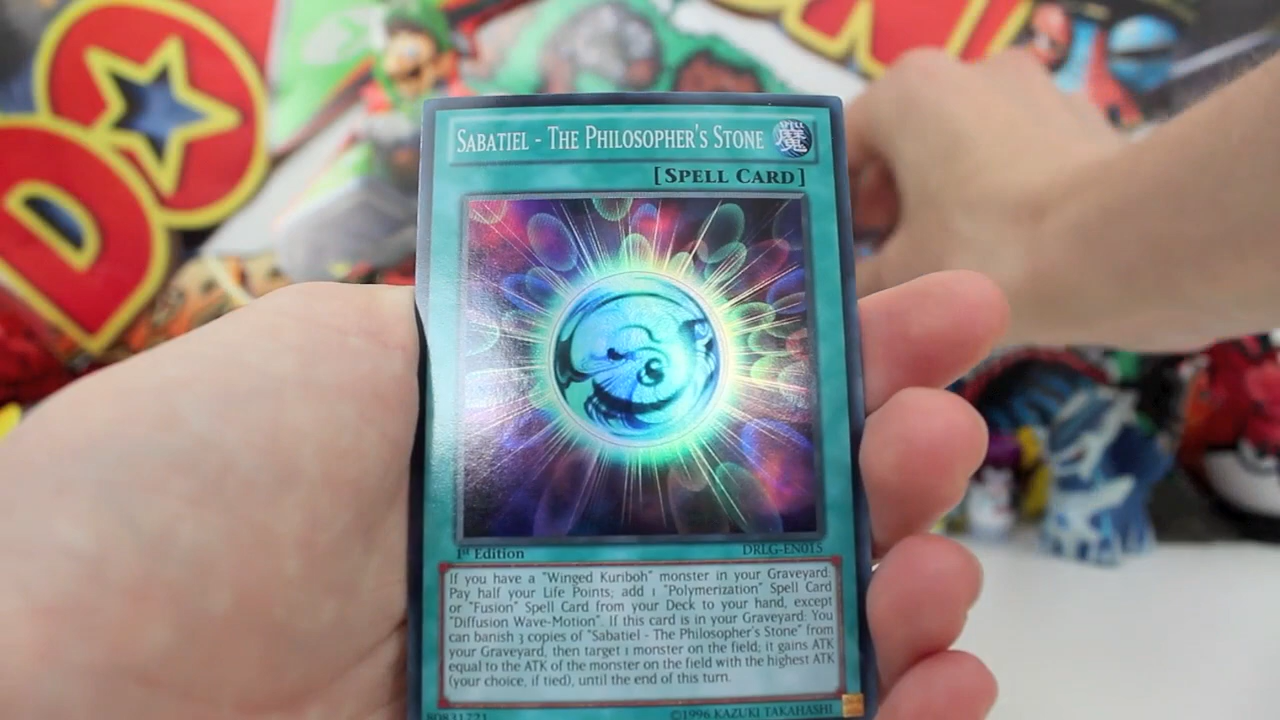 SABATIEL - THE PHILOSOPHER'S STONE
SPELL
魔
[SPELL CARD]
1st Edition
DRLG-EN015
If you have a "Winged Kuriboh" monster in your Graveyard:
Pay half your Life Points; add 1 "Polymerization" Spell Card
or "Fusion" Spell Card from your Deck to your hand, except
"Diffusion Wave-Motion". If this card is in your Graveyard: You
can banish 3 copies of "Sabatiel - The Philosopher's Stone" from
your Graveyard, then target 1 monster on the field; it gains ATK
equal to the ATK of the monster on the field with the highest ATK
(your choice, if tied), until the end of this turn.
©1996 KAZUKI TAKAHASHI